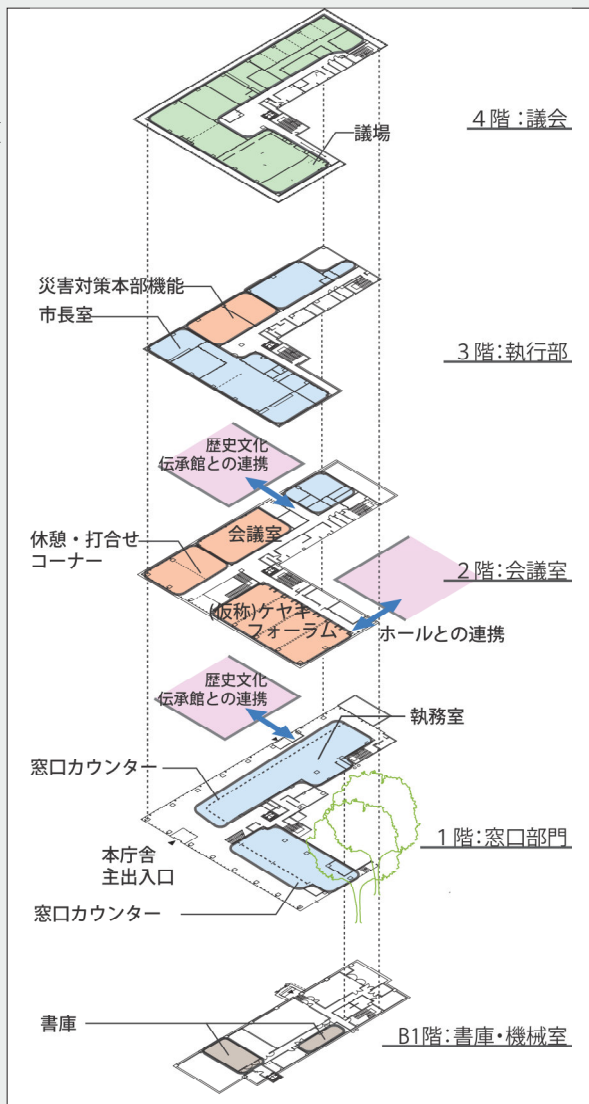 4階：議会
議場
災害対策本部機能
市長室
3階：執行部
歴史文化
伝承館との連携
会議室
休憩・打合せ
コーナー
2階：会議室
(仮称)ケヤキ
フォーラム
ホールとの連携
歴史文化
伝承館との連携
執務室
窓口カウンター
1階：窓口部門
本庁舎
主出入口
窓口カウンター
書庫
B1階：書庫・機械室